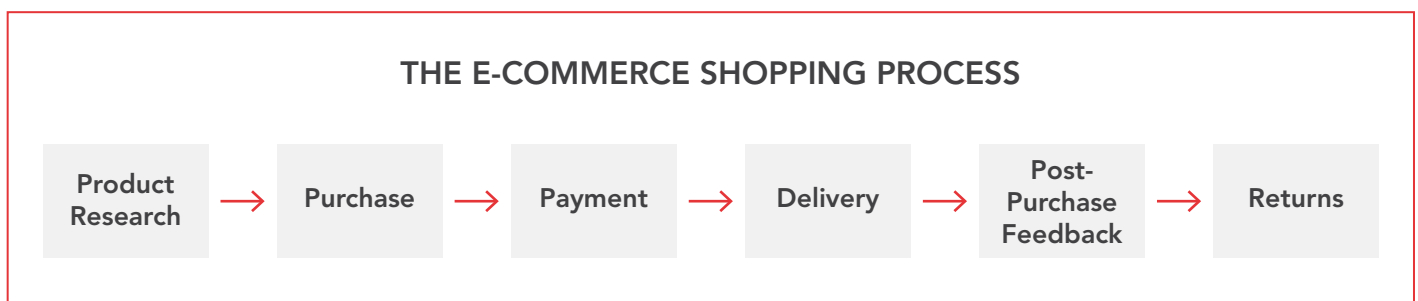 THE E-COMMERCE SHOPPING PROCESS
Product
Research
Purchase
Payment
Delivery
Post-
Purchase
Feedback
Returns